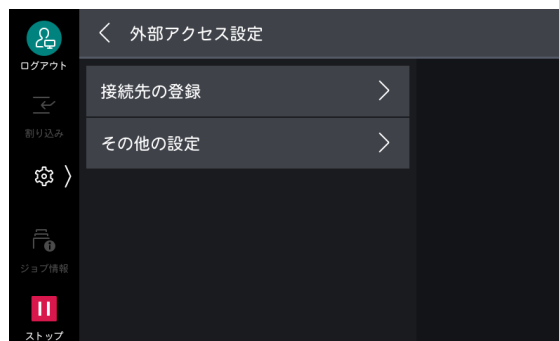 外部アクセス設定
ログアウト
接続先の登録
割り込み
その他の設定
ジョブ情報
ストップ